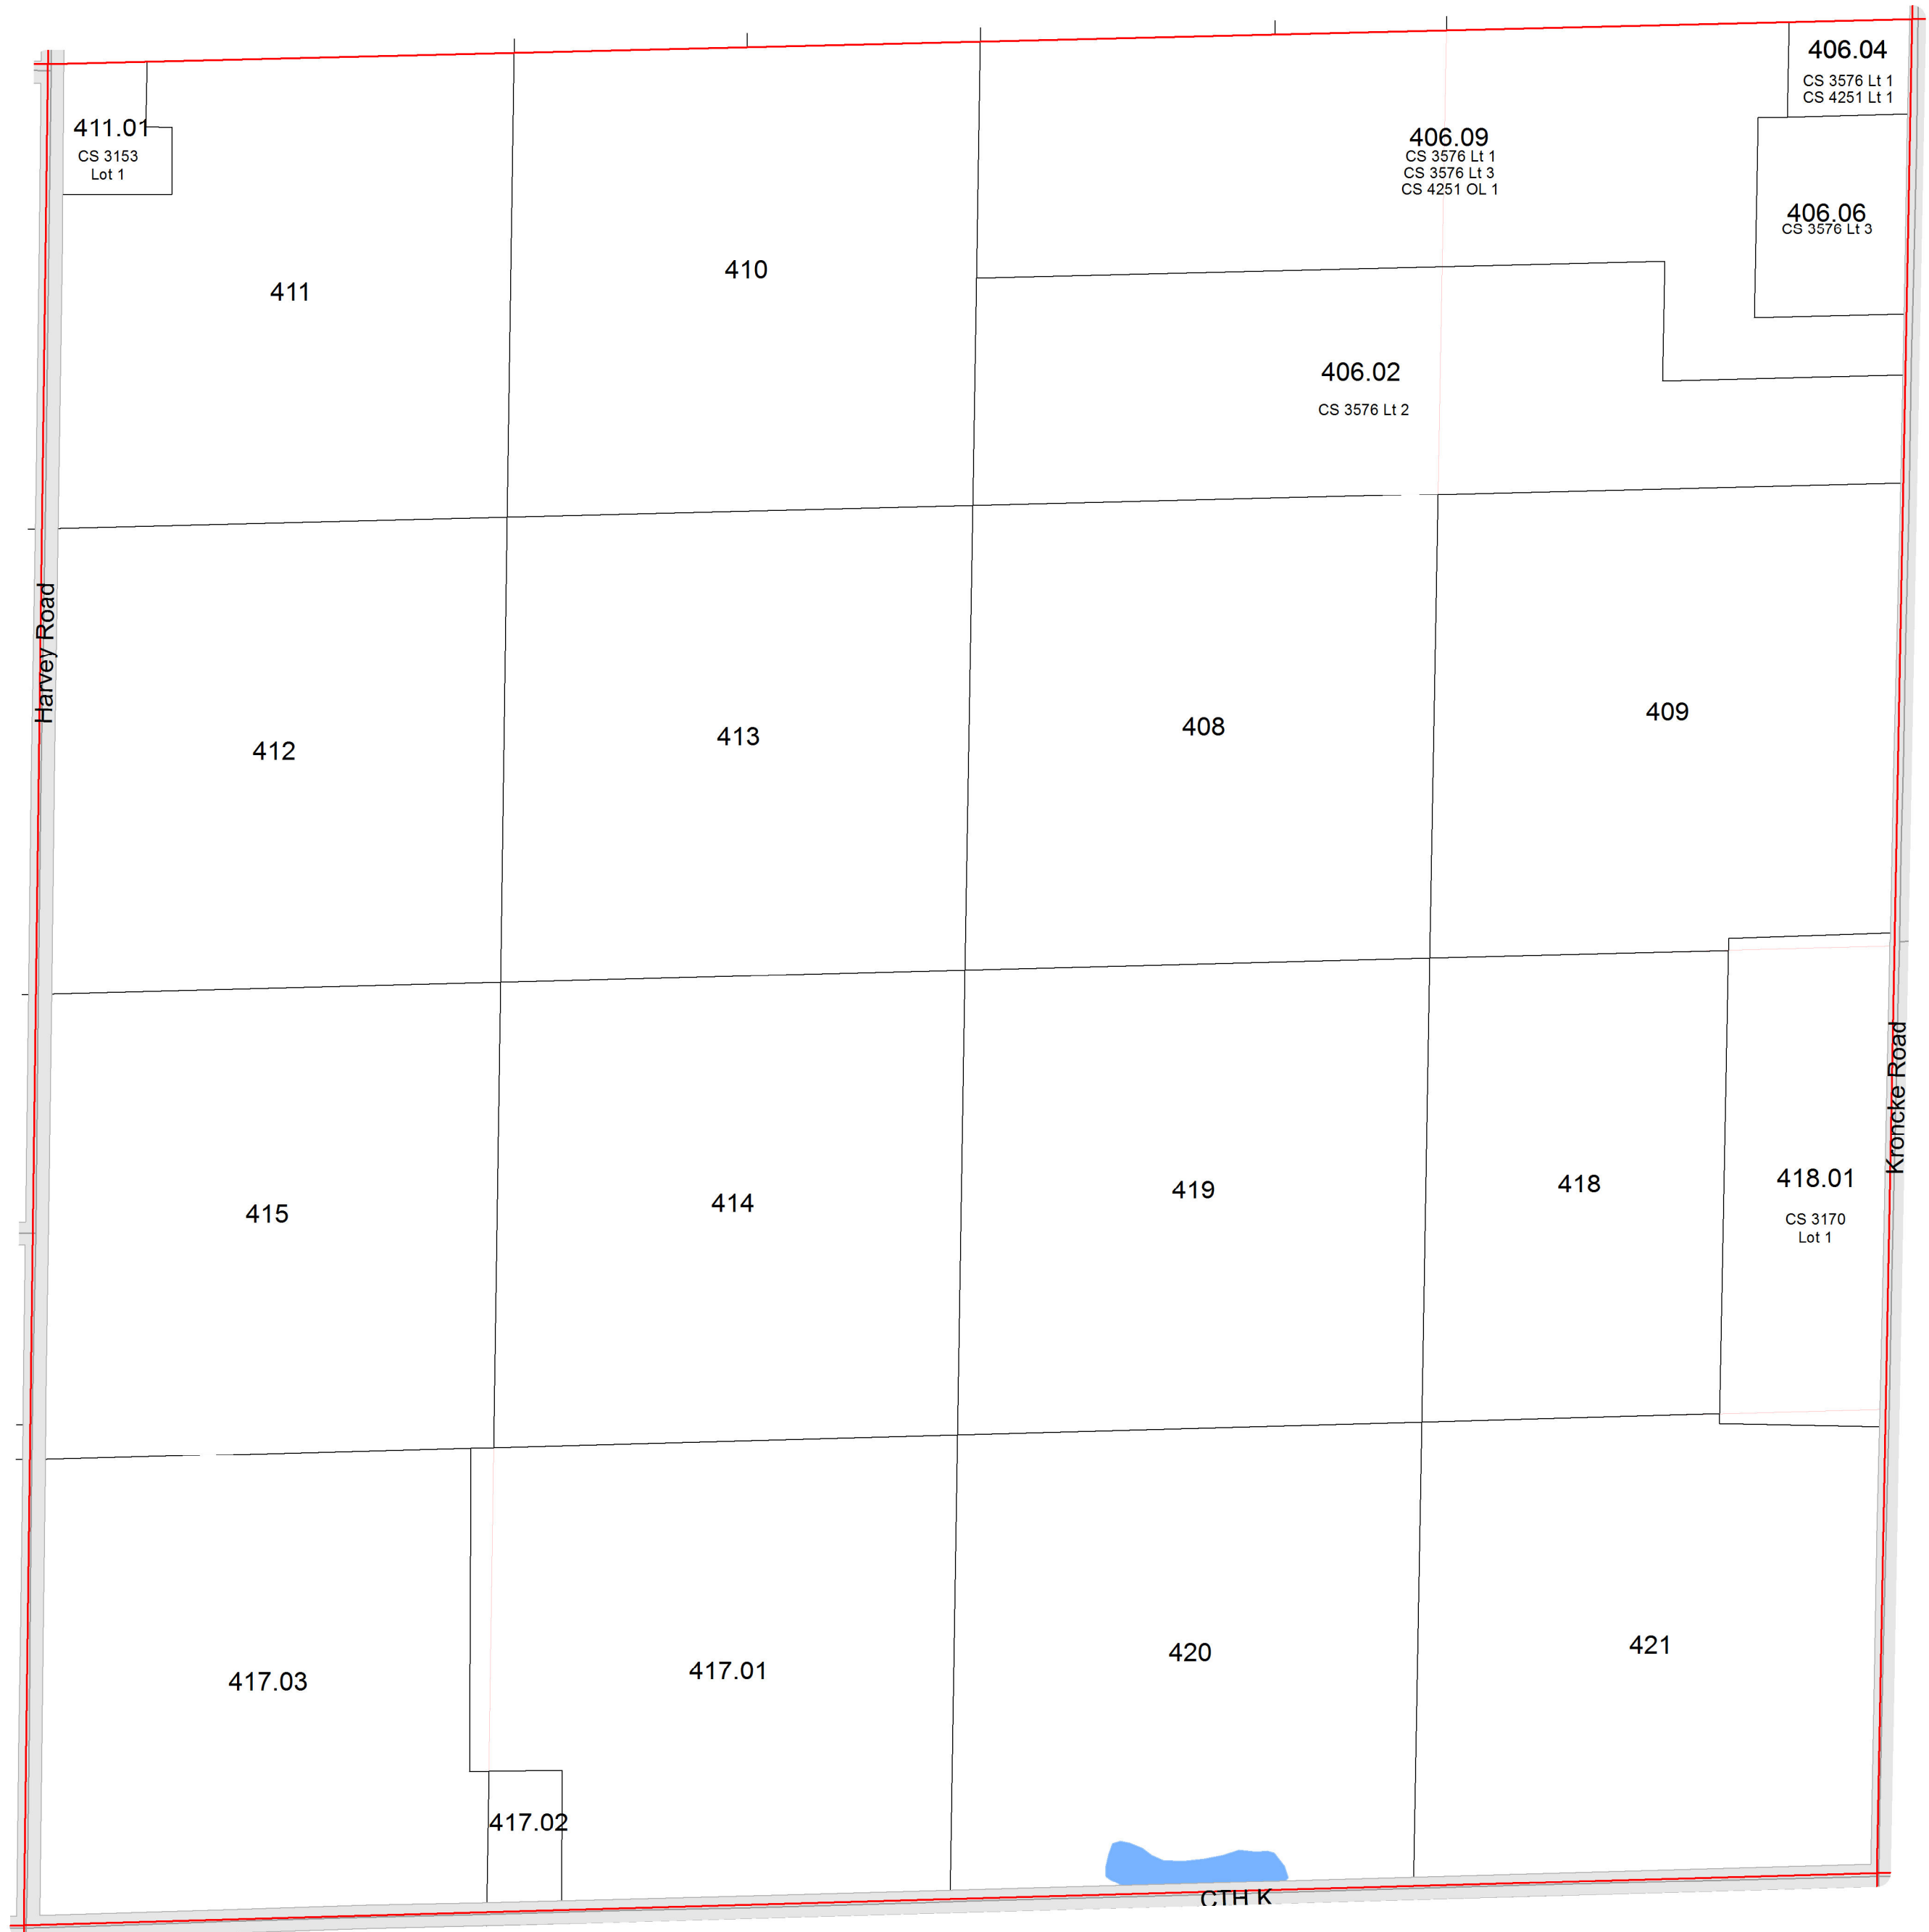 406.04
CS 3576 Lt 1
CS 4251 Lt 1
411.01
CS 3153
Lot 1
406.09
CS 3576 Lt 1
CS 3576 Lt 3
CS 4251 OL 1
406.06
CS 3576 Lt 3
411
410
406.02
CS 3576 Lt 2
Harvey Road
412
413
408
409
Kroncke Road
415
414
419
418
418.01
CS 3170
Lot 1
417.03
417.01
420
421
417.02
CTH K